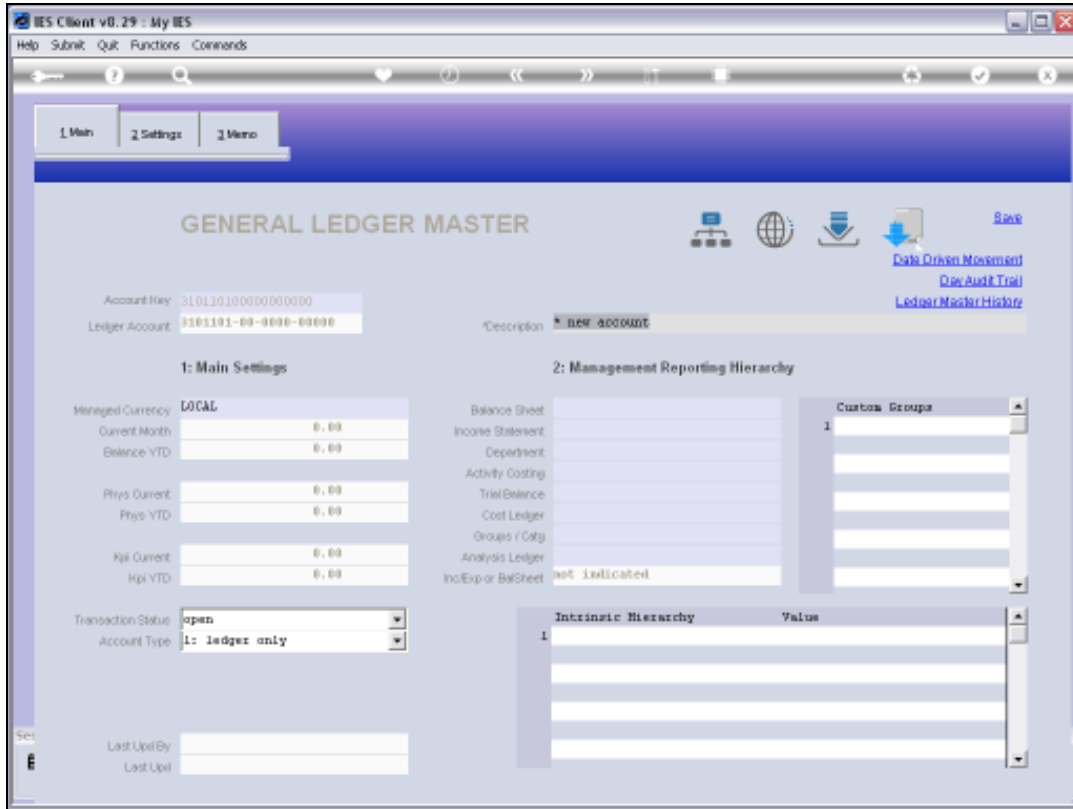 IES Client v8.29 : My IES
Help Submit Quit Functions Commands
1 Main 2 Settings 3 Memo
GENERAL LEDGER MASTER
Save
Date Driven Movement
Day Audit Trail
Ledger Master History
Account Key 310110100000000000
Ledger Account 3101101-00-0000-00000
*Description * new account
1: Main Settings
2: Management Reporting Hierarchy
Managed Currency LOCAL
Current Month 0.00
Balance YTD 0.00
Phys Current 0.00
Phys YTD 0.00
Kpi Current 0.00
Kpi YTD 0.00
Transaction Status open
Account Type 1: ledger only
Last Upd By
Last Upd
Balance Sheet
Income Statement
Department
Activity Costing
Trial Balance
Cost Ledger
Groups / Catg
Analysis Ledger
Inc/Exp or BalSheet not indicated
Custom Groups
1
Intrinsic Hierarchy Value
1